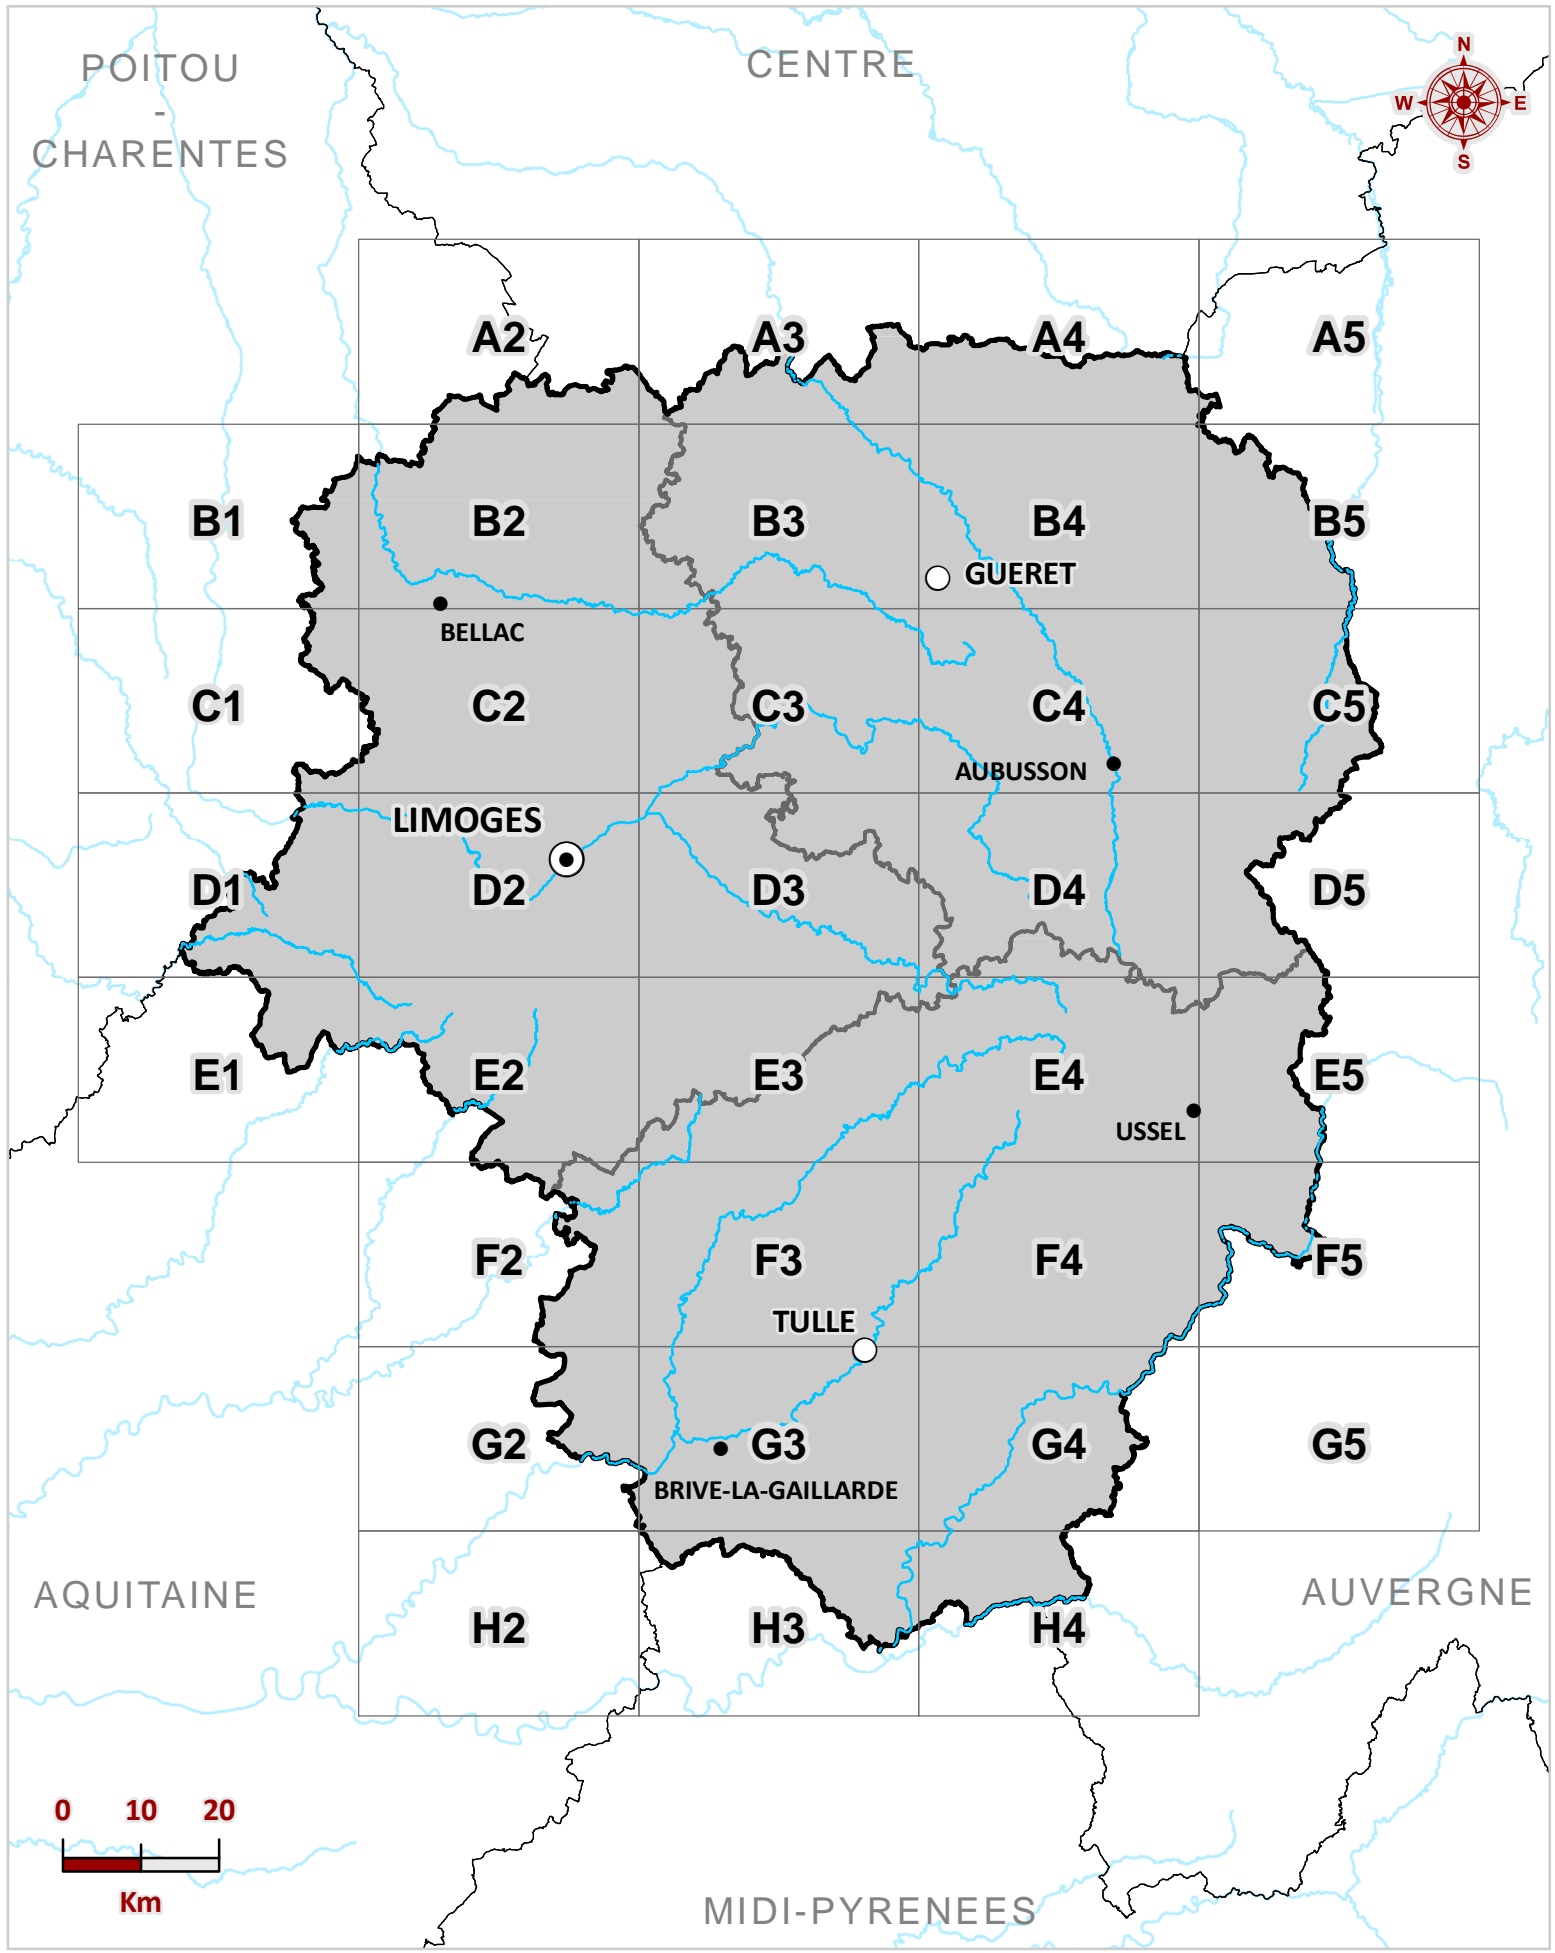 POITOU
-
CHARENTES
CENTRE
N
W
E
S
A2
A3
A4
A5
B1
B2
B3
B4
B5
GUERET
BELLAC
C1
C2
C3
C4
C5
AUBUSSON
LIMOGES
D1
D2
D3
D4
D5
E1
E2
E3
E4
E5
USSEL
F2
F3
F4
F5
TULLE
G2
G3
G4
G5
BRIVE-LA-GAILLARDE
AQUITAINE
AUVERGNE
H2
H3
H4
0 10 20
Km
MIDI-PYRENEES